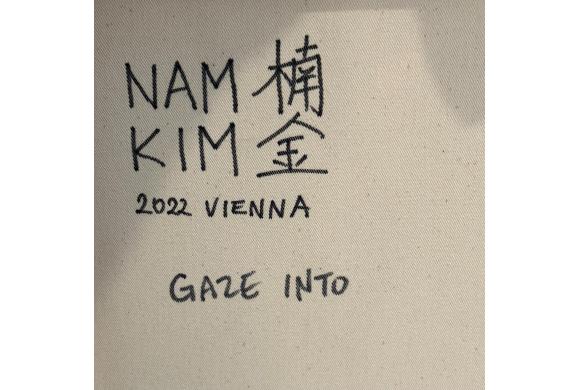 NAM 楠
KIM 金
2022 VIENNA
GAZE INTO